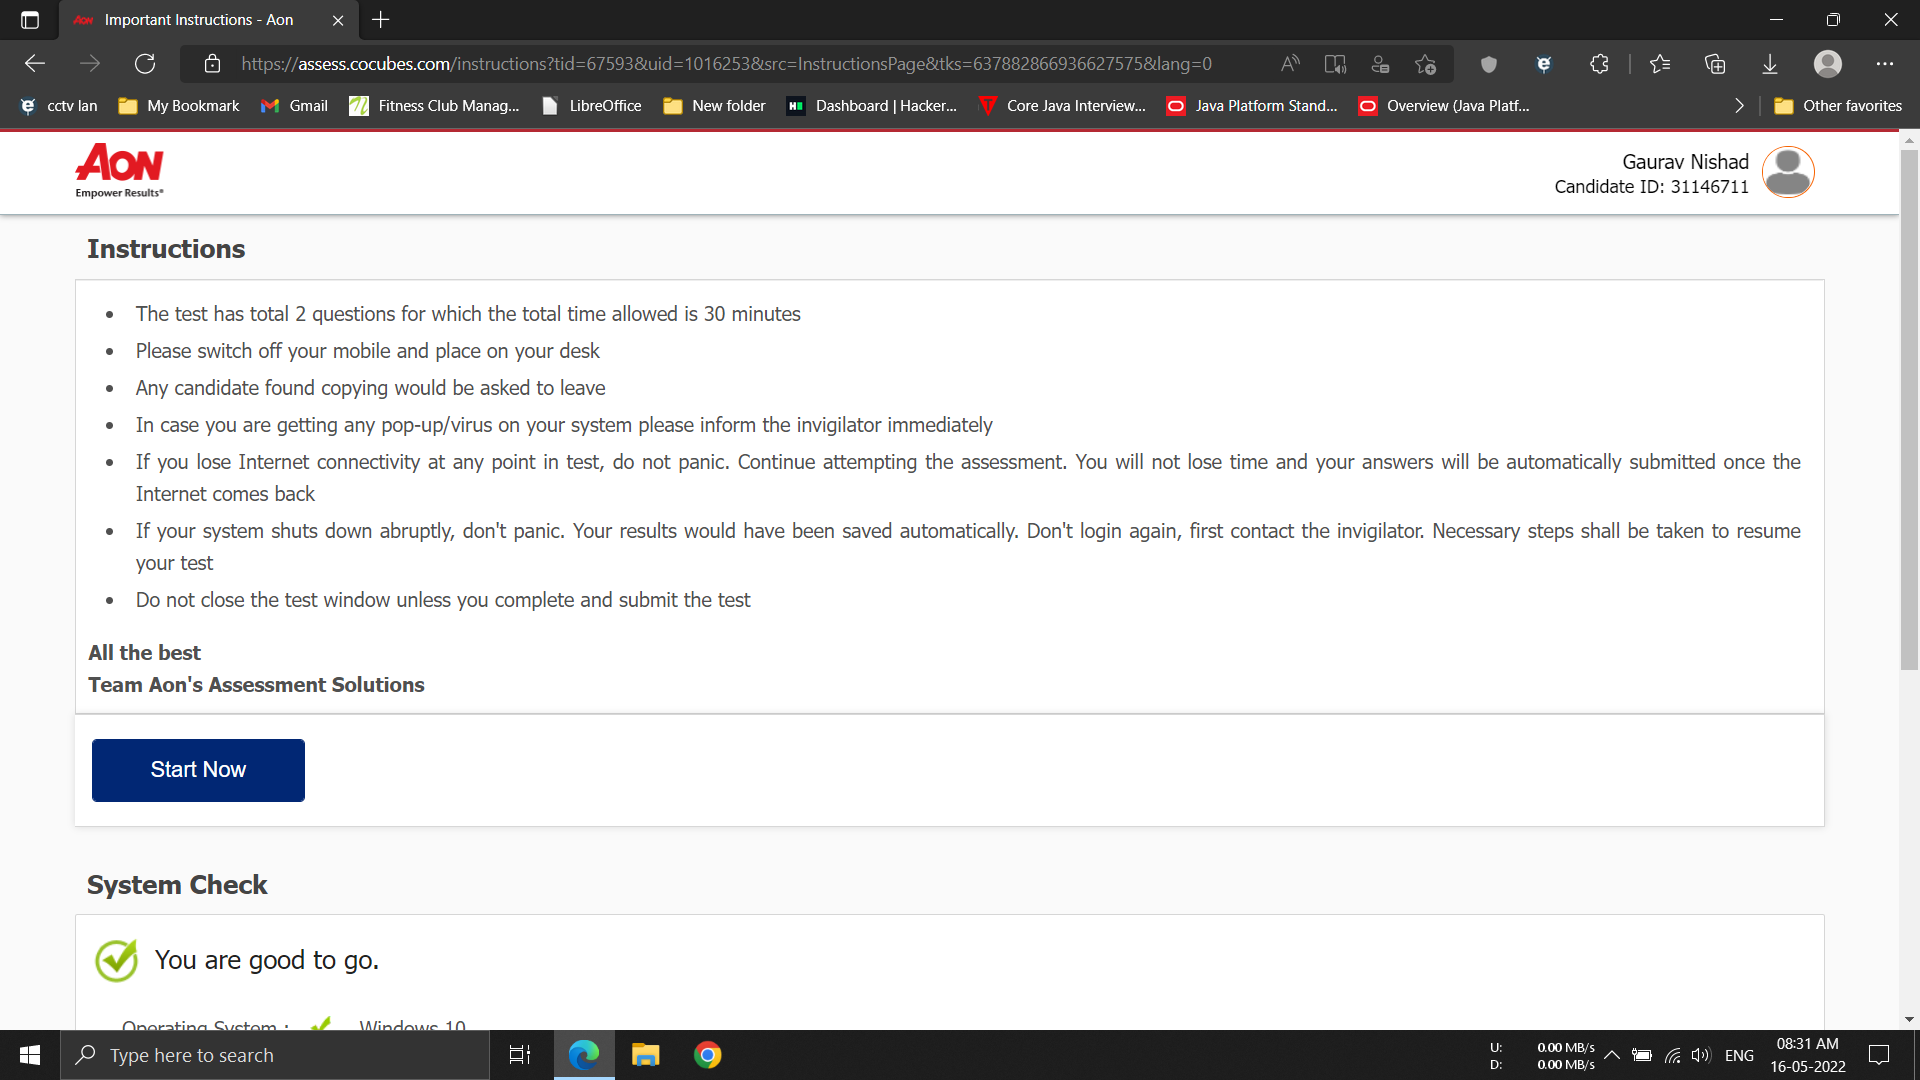 Important Instructions - Aon
https://assess.cocubes.com/instructions?tid=67593&uid=1016253&src=InstructionsPage&tks=637882866936627575&lang=0
cctv lan My Bookmark Gmail Fitness Club Manag... LibreOffice New folder Dashboard | Hacker... Core Java Interview... Java Platform Stand... Overview (Java Platf... Other favorites
AON
Empower Results®
Gaurav Nishad
Candidate ID: 31146711
Instructions
The test has total 2 questions for which the total time allowed is 30 minutes
Please switch off your mobile and place on your desk
Any candidate found copying would be asked to leave
In case you are getting any pop-up/virus on your system please inform the invigilator immediately
If you lose Internet connectivity at any point in test, do not panic. Continue attempting the assessment. You will not lose time and your answers will be automatically submitted once the
Internet comes back
If your system shuts down abruptly, don't panic. Your results would have been saved automatically. Don't login again, first contact the invigilator. Necessary steps shall be taken to resume
your test
Do not close the test window unless you complete and submit the test
All the best
Team Aon's Assessment Solutions
Start Now
System Check
You are good to go.
Operating System : Windows 10
Type here to search
U: 0.00 MB/s
D: 0.00 MB/s
ENG
08:31 AM
16-05-2022